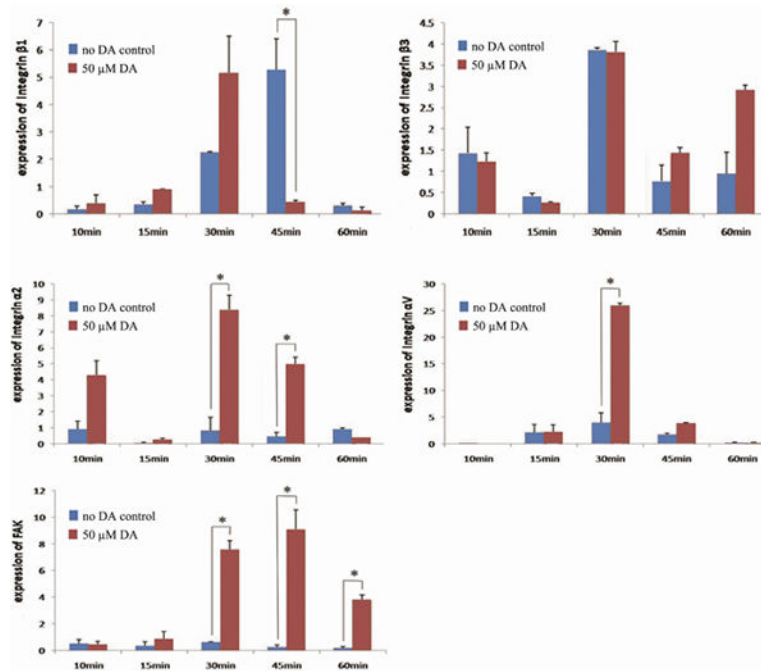 expression of Integrin β1
7
6
5
4
3
2
1
0
no DA control
50 µM DA
*
10min 15min 30min 45min 60min
expression of Integrin β3
4.5
4
3.5
3
2.5
2
1.5
1
0.5
0
no DA control
50 µM DA
10min 15min 30min 45min 60min
expression of Integrin α2
10
9
8
7
6
5
4
3
2
1
0
no DA control
50 µM DA
*
*
10min 15min 30min 45min 60min
expression of Integrin αV
30
25
20
15
10
5
0
no DA control
50 µM DA
*
10min 15min 30min 45min 60min
expression of FAK
12
10
8
6
4
2
0
no DA control
50 µM DA
*
*
*
10min 15min 30min 45min 60min